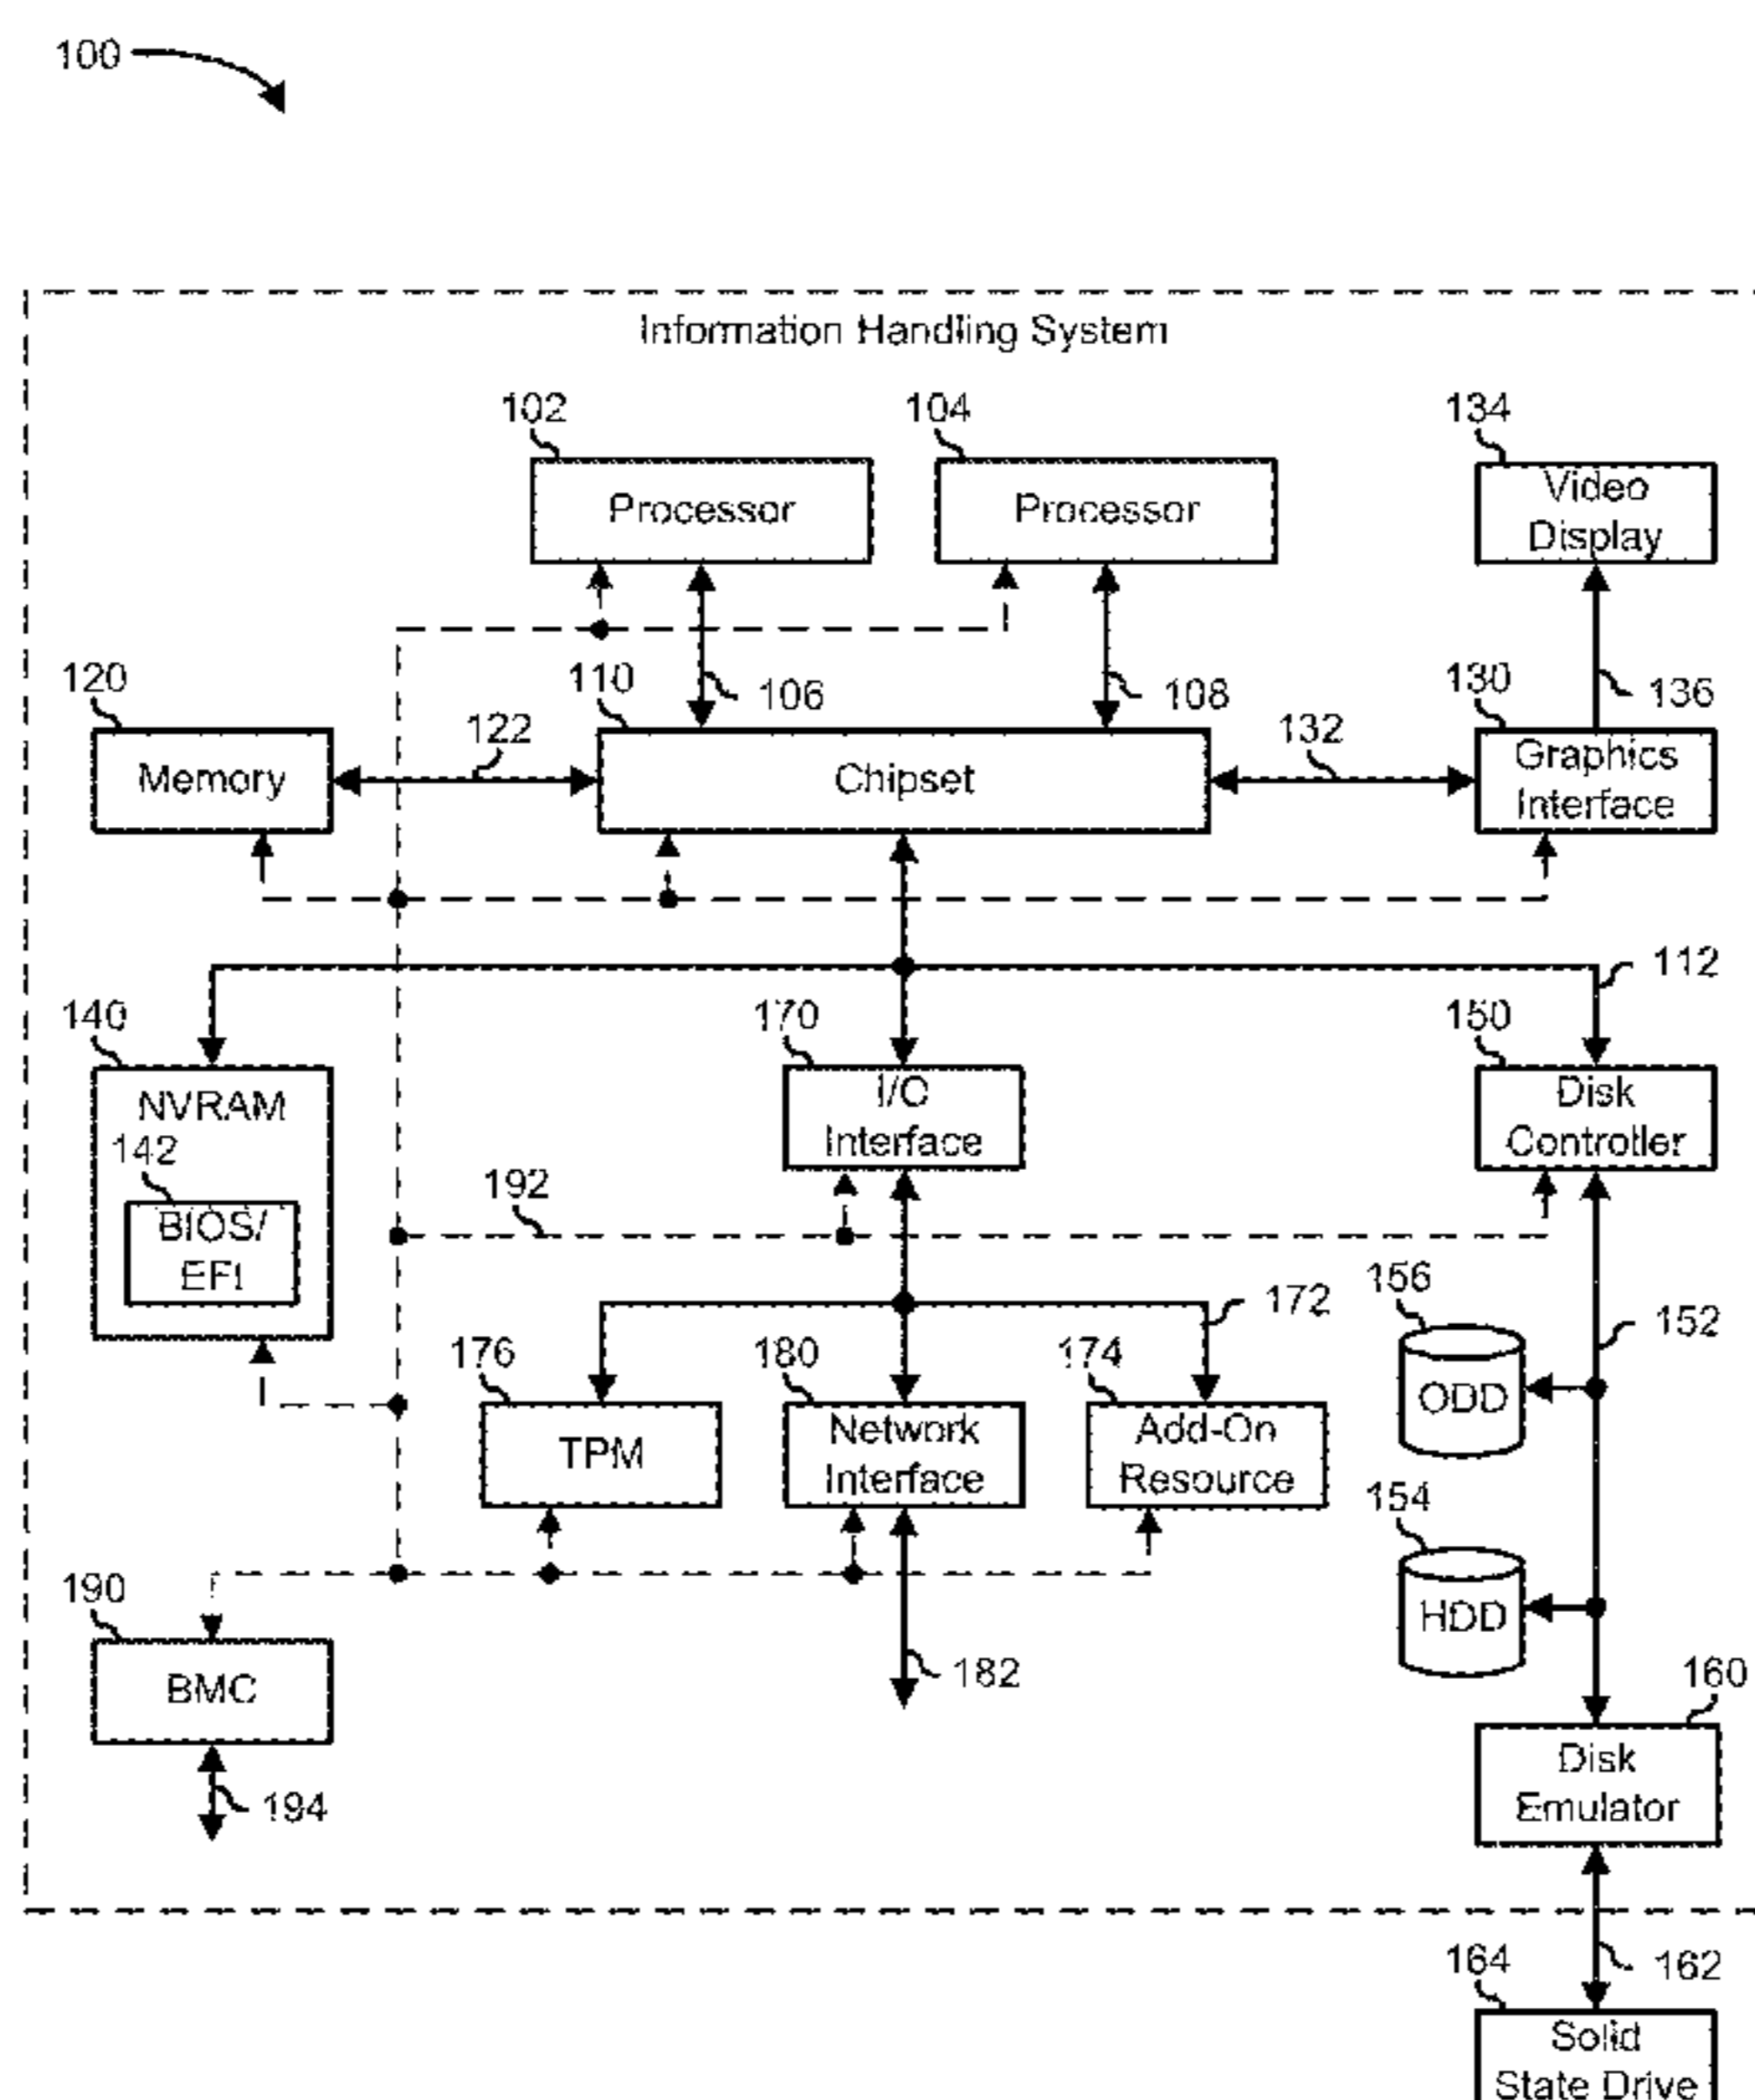 100
Information Handling System
102
104
134
Processor
Processor
Video
Display
120
110
106
108
130
136
122
132
Memory
Chipset
Graphics
Interface
112
140
170
150
NVRAM
I/O
Interface
Disk
Controller
142
BIOS/
EFI
192
156
172
152
176
180
174
ODD
TPM
Network
Interface
Add-On
Resource
154
190
HDD
BMC
182
160
194
Disk
Emulator
164
162
Solid
State Drive